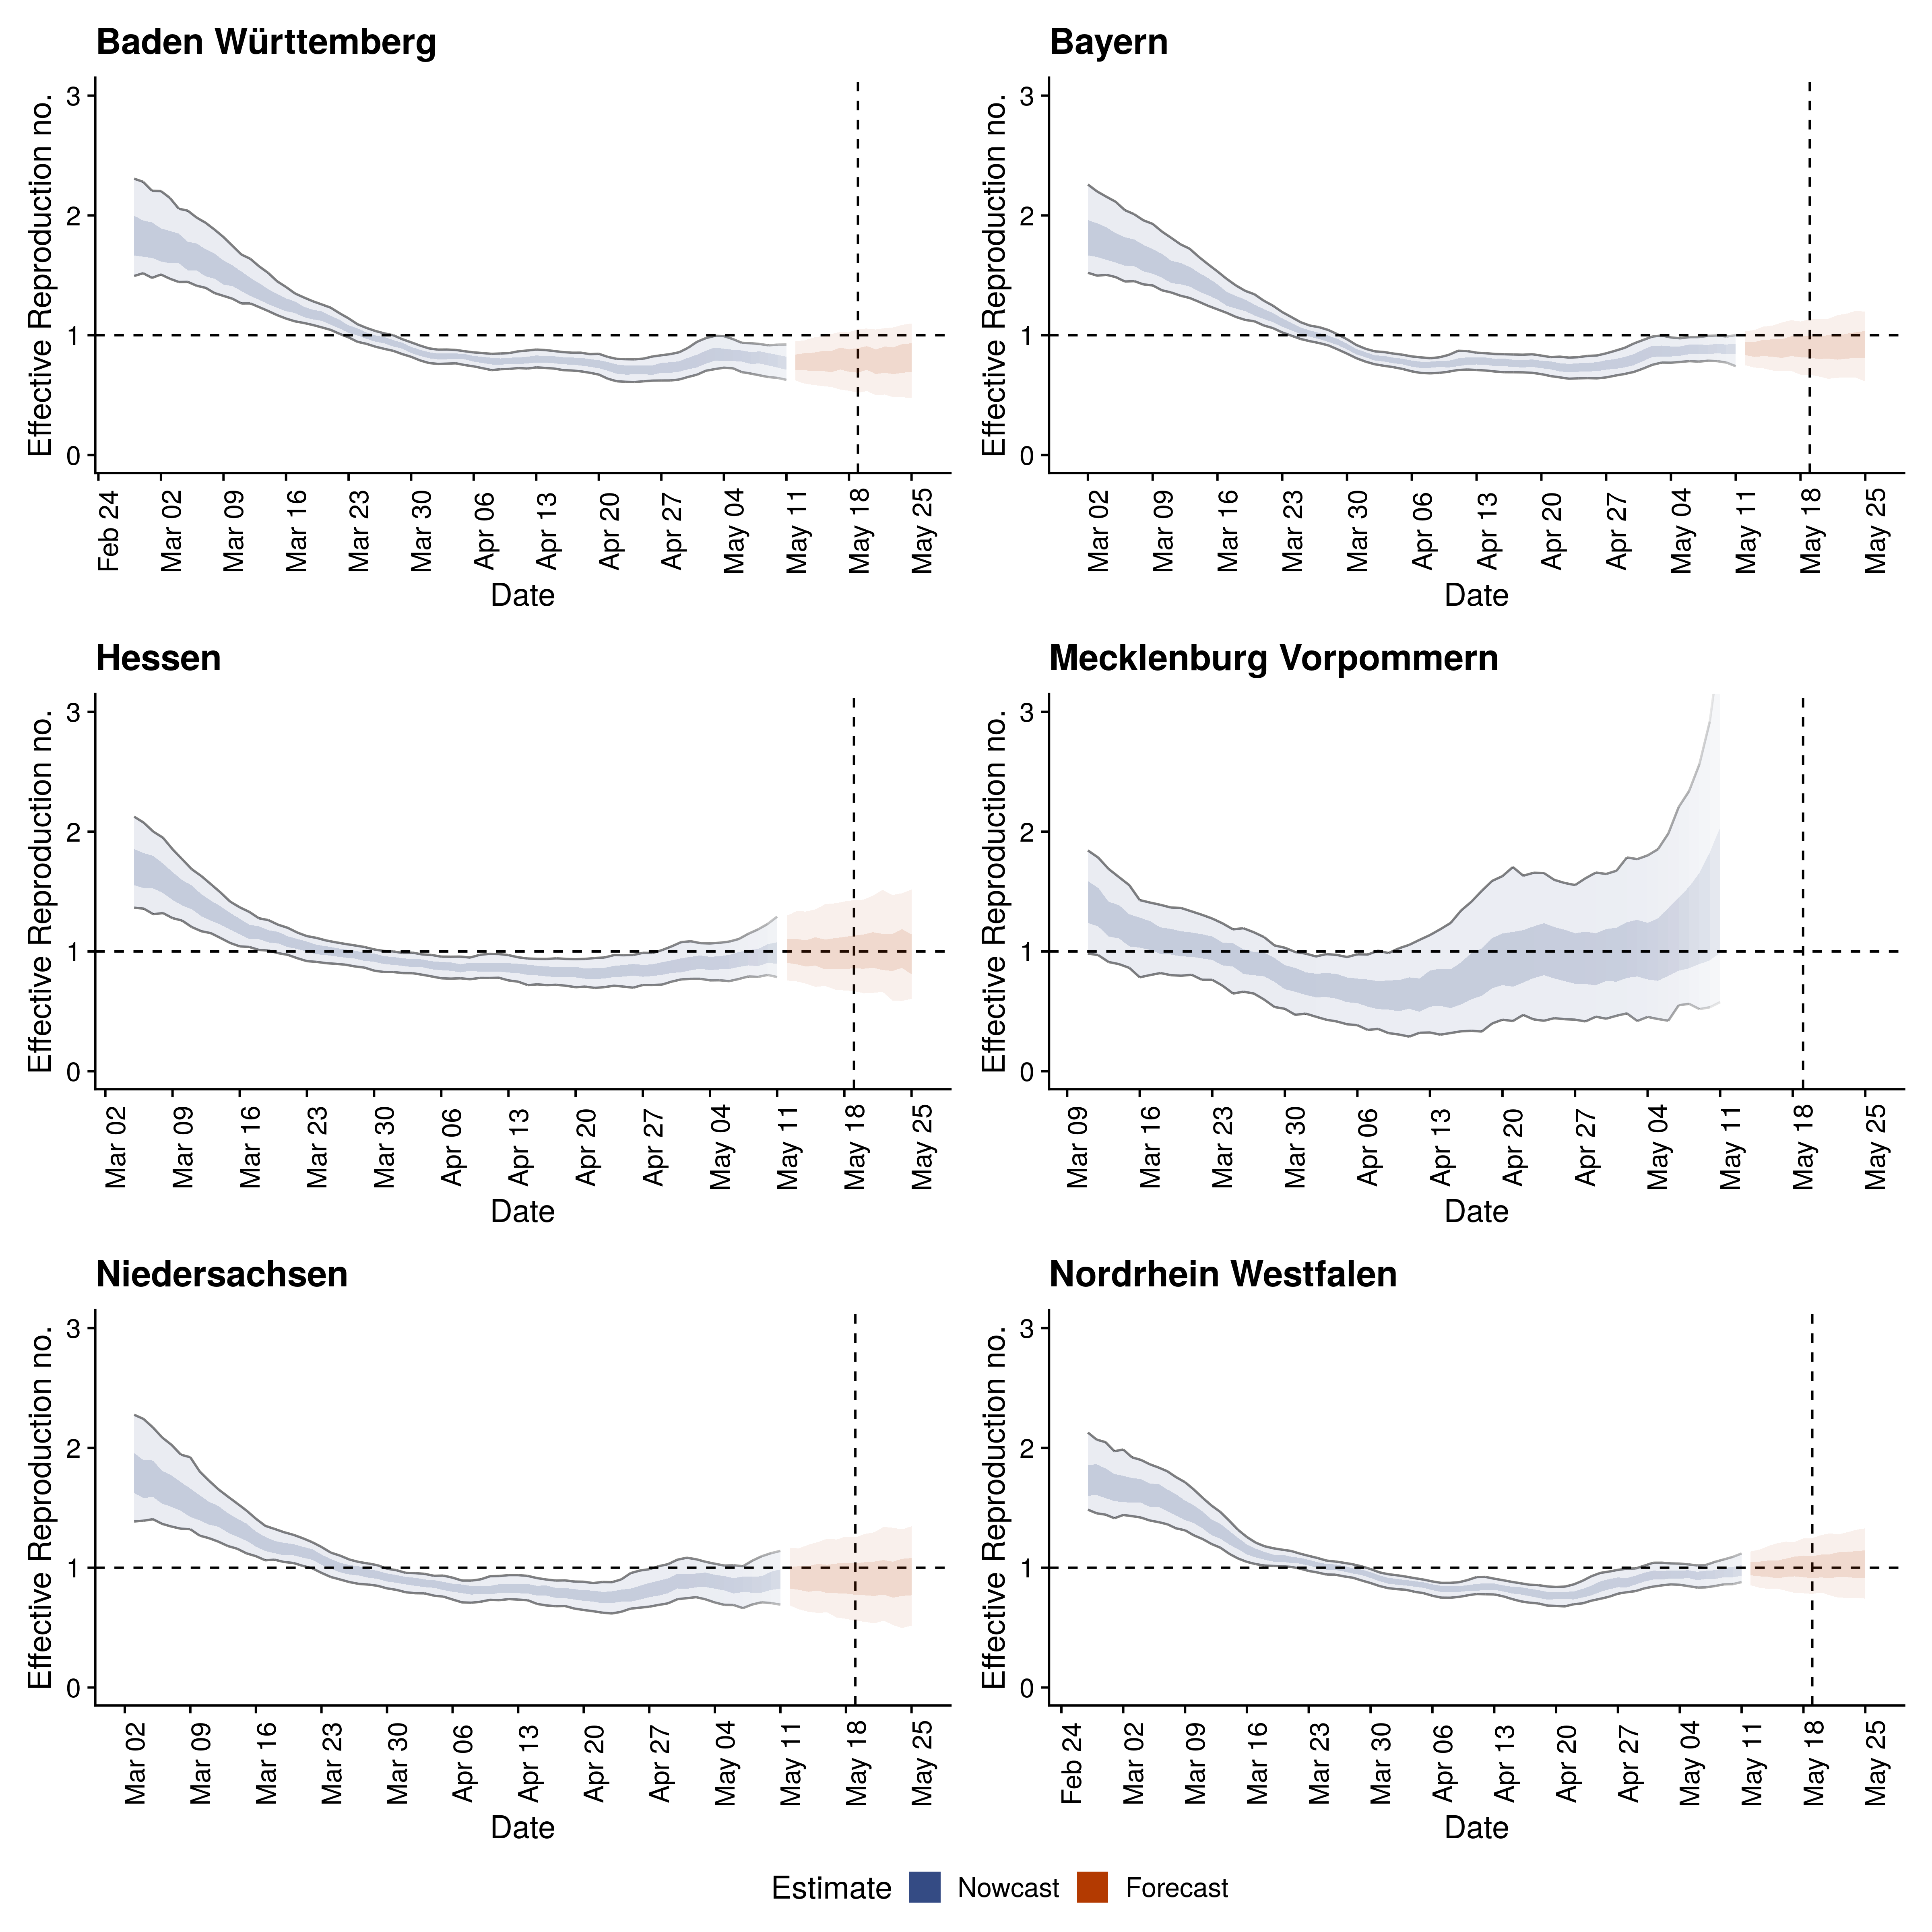 Baden Württemberg
Effective Reproduction no.
3
2
1
0
Feb 24
Mar 02
Mar 09
Mar 16
Mar 23
Mar 30
Apr 06
Apr 13
Apr 20
Apr 27
May 04
May 11
May 18
May 25
Date
Bayern
Effective Reproduction no.
3
2
1
0
Mar 02
Mar 09
Mar 16
Mar 23
Mar 30
Apr 06
Apr 13
Apr 20
Apr 27
May 04
May 11
May 18
May 25
Date
Hessen
Effective Reproduction no.
3
2
1
0
Mar 02
Mar 09
Mar 16
Mar 23
Mar 30
Apr 06
Apr 13
Apr 20
Apr 27
May 04
May 11
May 18
May 25
Date
Mecklenburg Vorpommern
Effective Reproduction no.
3
2
1
0
Mar 09
Mar 16
Mar 23
Mar 30
Apr 06
Apr 13
Apr 20
Apr 27
May 04
May 11
May 18
May 25
Date
Niedersachsen
Effective Reproduction no.
3
2
1
0
Mar 02
Mar 09
Mar 16
Mar 23
Mar 30
Apr 06
Apr 13
Apr 20
Apr 27
May 04
May 11
May 18
May 25
Date
Nordrhein Westfalen
Effective Reproduction no.
3
2
1
0
Feb 24
Mar 02
Mar 09
Mar 16
Mar 23
Mar 30
Apr 06
Apr 13
Apr 20
Apr 27
May 04
May 11
May 18
May 25
Date
Estimate Nowcast Forecast